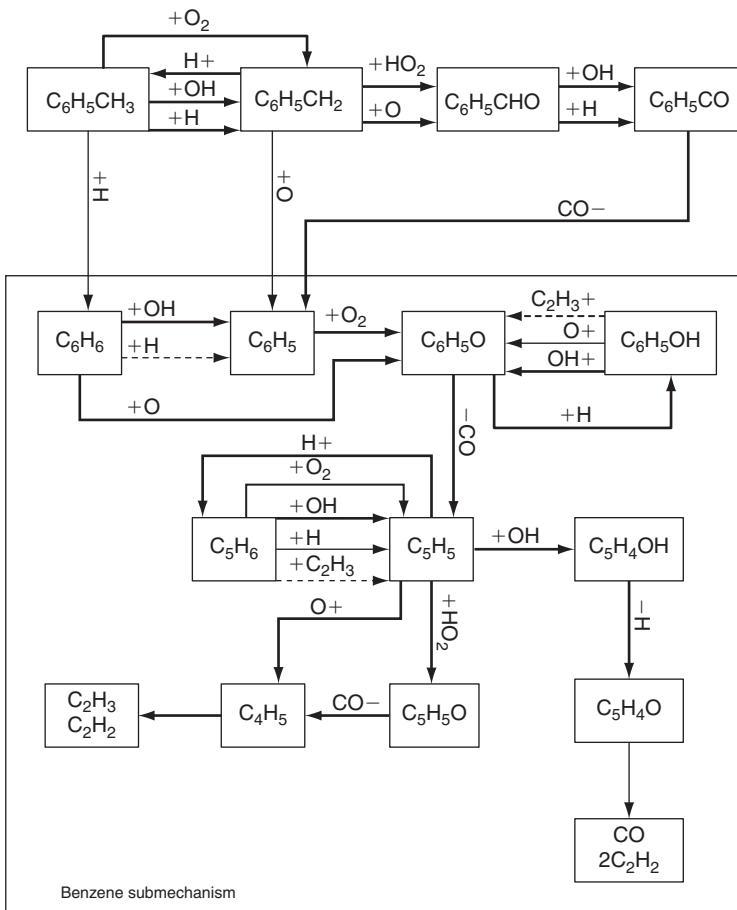 +O₂
H+
+HO₂
+OH
C₆H₅CH₃
+OH
C₆H₅CH₂
C₆H₅CHO
C₆H₅CO
+H
+O
+H
+H
+O
CO−
C₂H₃+
+OH
+O₂
O+
C₆H₆
+H
C₆H₅
C₆H₅O
C₆H₅OH
OH+
+O
+H
−CO
H+
+O₂
+OH
+OH
C₅H₆
+H
C₅H₅
C₅H₄OH
+C₂H₃
O+
+HO₂
−H
C₂H₃
C₂H₂
C₄H₅
CO−
C₅H₅O
C₅H₄O
CO
2C₂H₂
Benzene submechanism